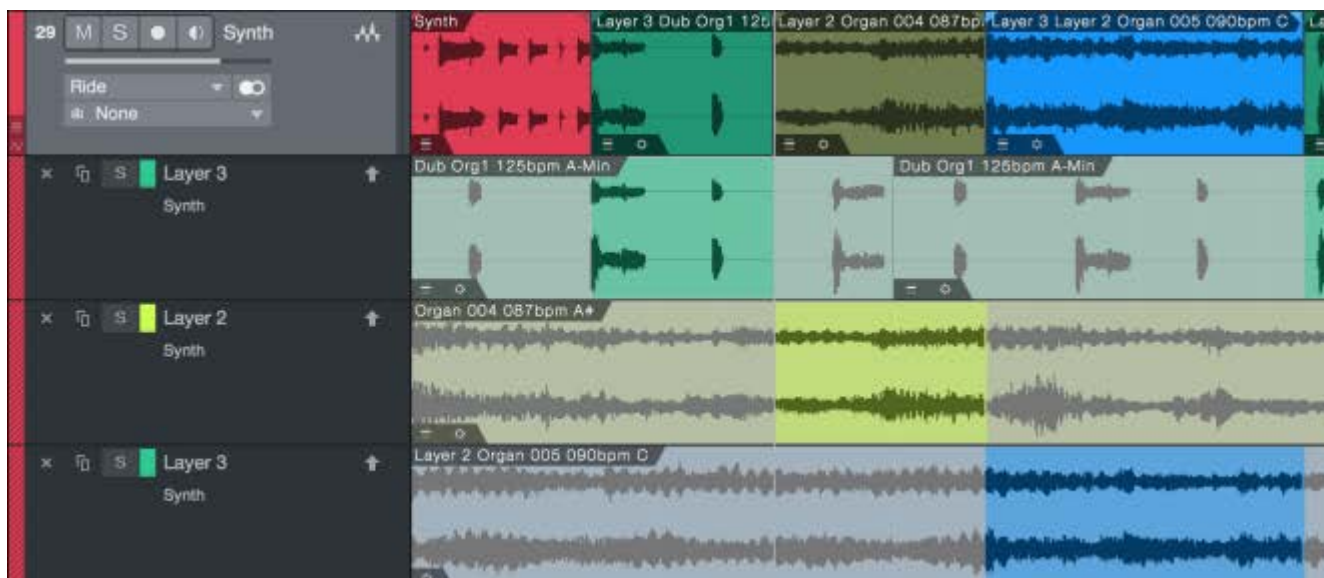 29 M S Synth
Ride
None
Synth
Layer 3 Dub Org1 125
Layer 2 Organ 004 087bp
Layer 3 Layer 2 Organ 005 090bpm C
S Layer 3
Synth
Dub Org1 125bpm A-Min
Dub Org1 125bpm A-Min
S Layer 2
Synth
Organ 004 087bpm A#
S Layer 3
Synth
Layer 2 Organ 005 090bpm C